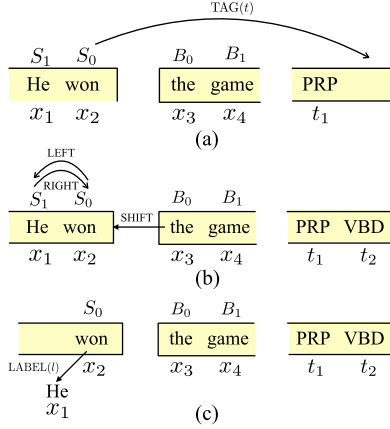 TAG(t)
S₁ S₀ B₀ B₁
He won the game PRP
x₁ x₂ x₃ x₄ t₁
(a)
LEFT
RIGHT
S₁ S₀ SHIFT B₀ B₁
He won the game PRP VBD
x₁ x₂ x₃ x₄ t₁ t₂
(b)
S₀ B₀ B₁
won the game PRP VBD
LABEL(l) x₂ x₃ x₄ t₁ t₂
He
x₁
(c)